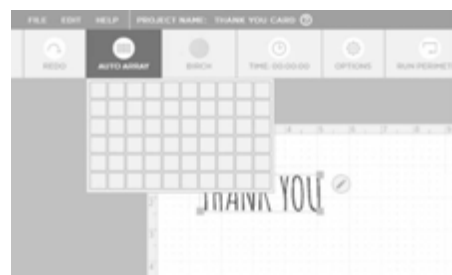 FILE EDIT HELP PROJECT NAME: THANK YOU CARD ?
REDO AUTO ARRAY BIRCH TIME: 00:00:00 OPTIONS RUN PERIMET
THANK YOU